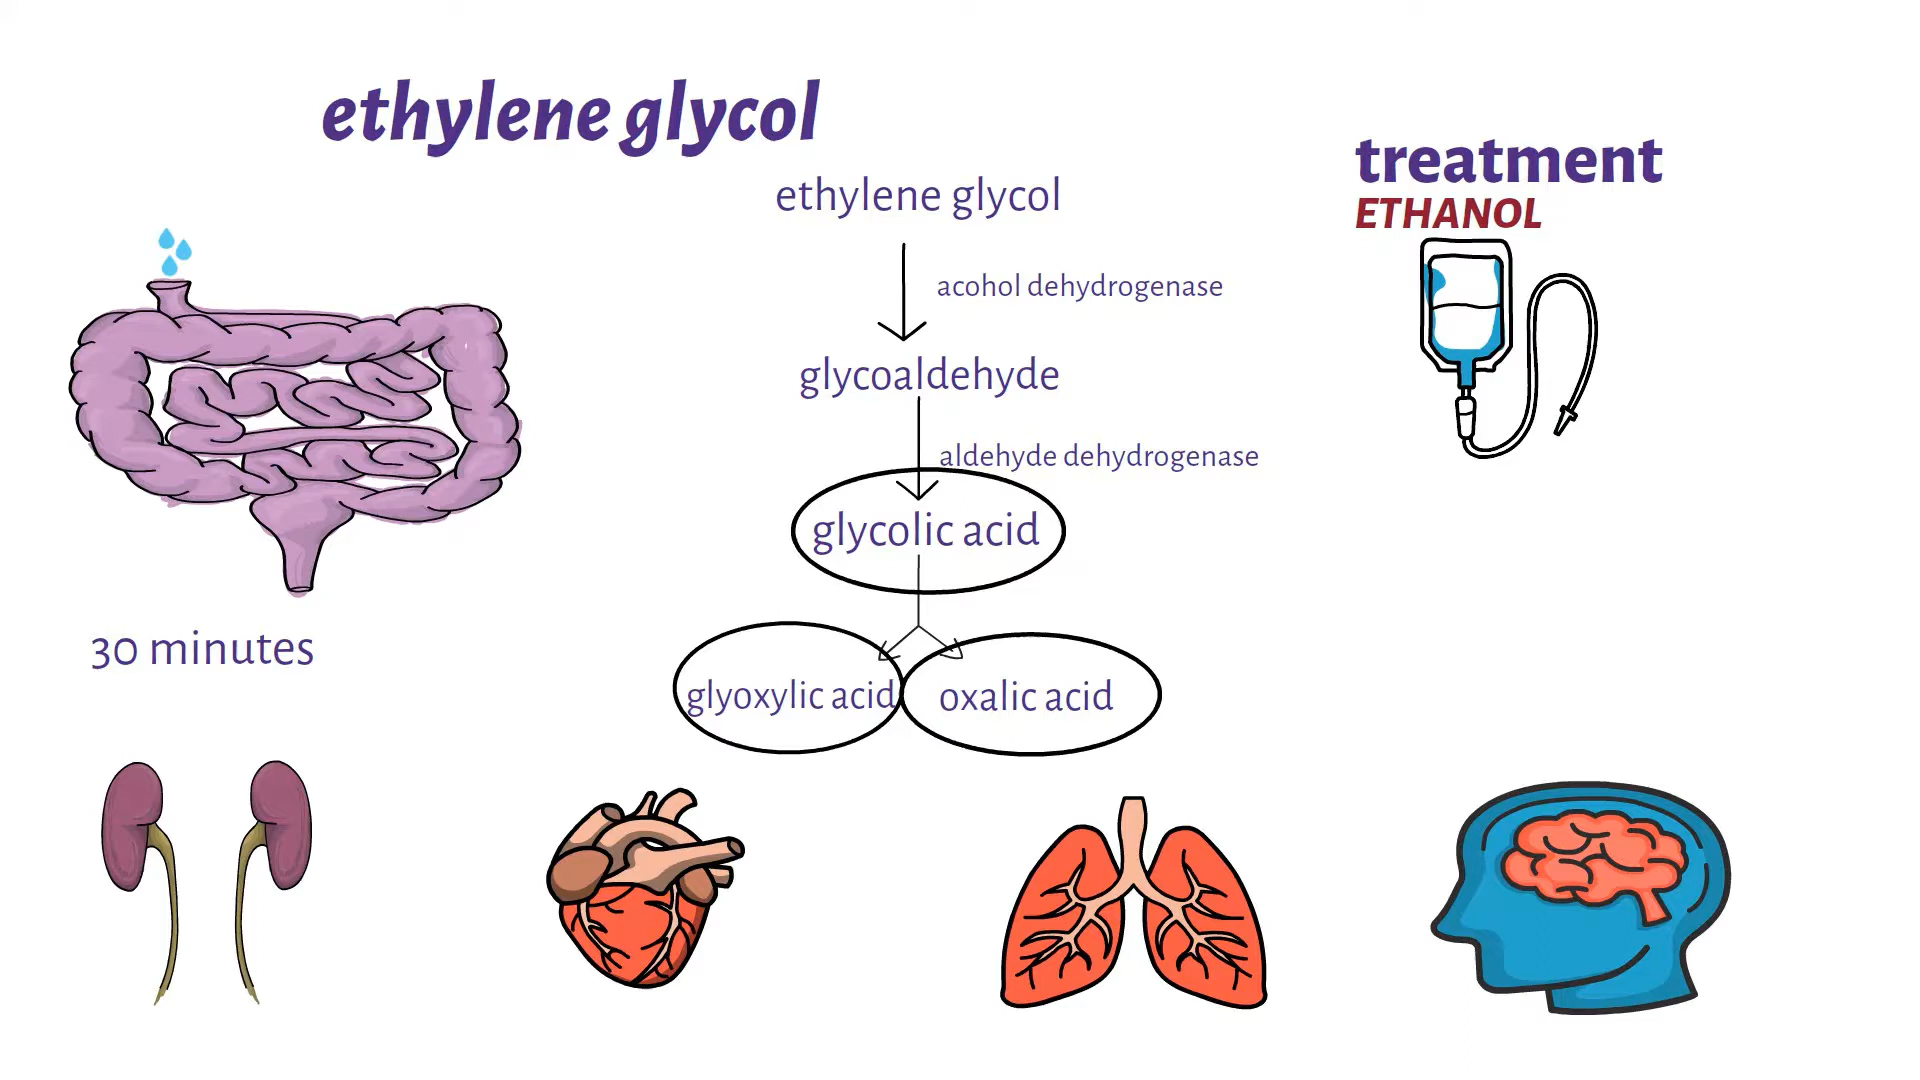 ethylene glycol
ethylene glycol
acohol dehydrogenase
glycoaldehyde
aldehyde dehydrogenase
glycolic acid
glyoxylic acid
oxalic acid
treatment
ETHANOL
30 minutes